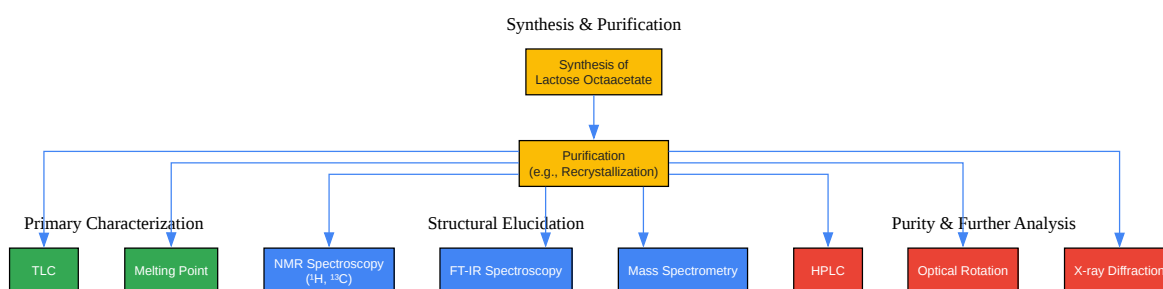 Synthesis & Purification
Synthesis of
Lactose Octaacetate
Purification
(e.g., Recrystallization)
Primary Characterization
Structural Elucidation
Purity & Further Analysis
TLC
Melting Point
NMR Spectroscopy
(¹H, ¹³C)
FT-IR Spectroscopy
Mass Spectrometry
HPLC
Optical Rotation
X-ray Diffraction